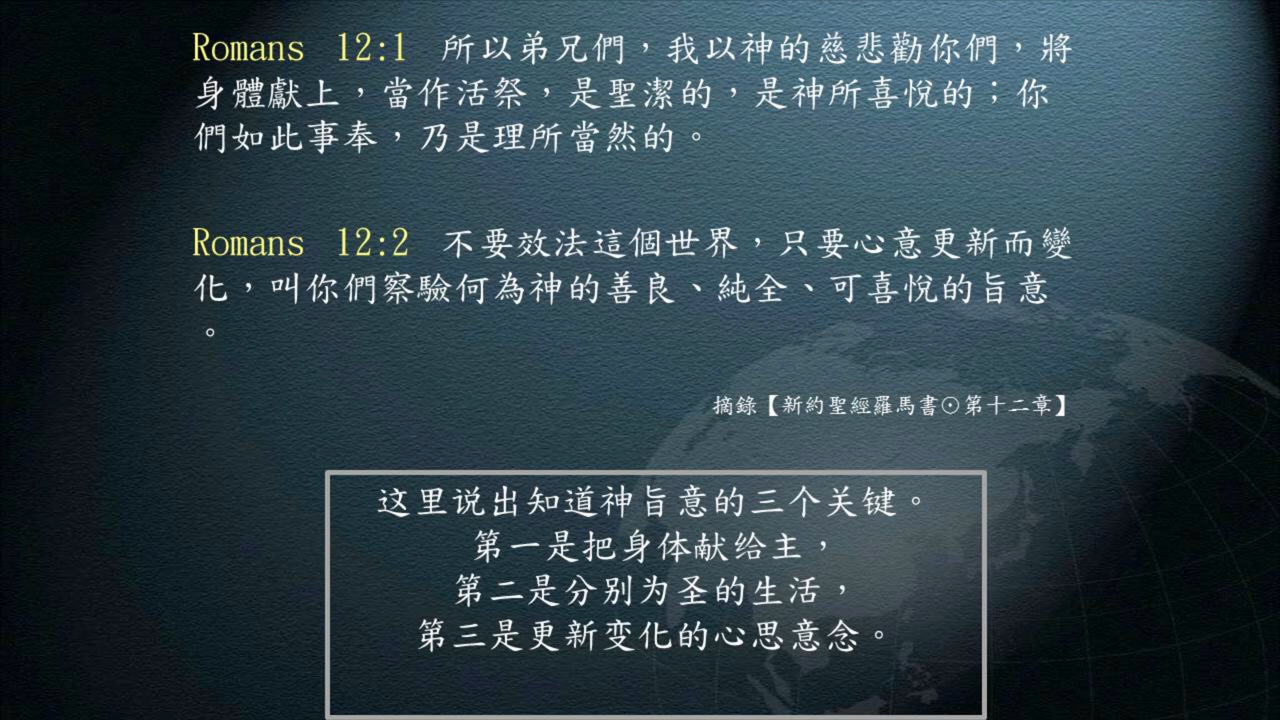 Romans 12:1 所以弟兄們，我以神的慈悲勸你們，將
身體獻上，當作活祭，是聖潔的，是神所喜悅的；你
們如此事奉，乃是理所當然的。
Romans 12:2 不要效法這個世界，只要心意更新而變
化，叫你們察驗何為神的善良、純全、可喜悅的旨意
。
摘錄【新約聖經羅馬書⊙第十二章】
这里说出知道神旨意的三个关键。
第一是把身体献给主，
第二是分别为圣的生活，
第三是更新变化的心思意念。